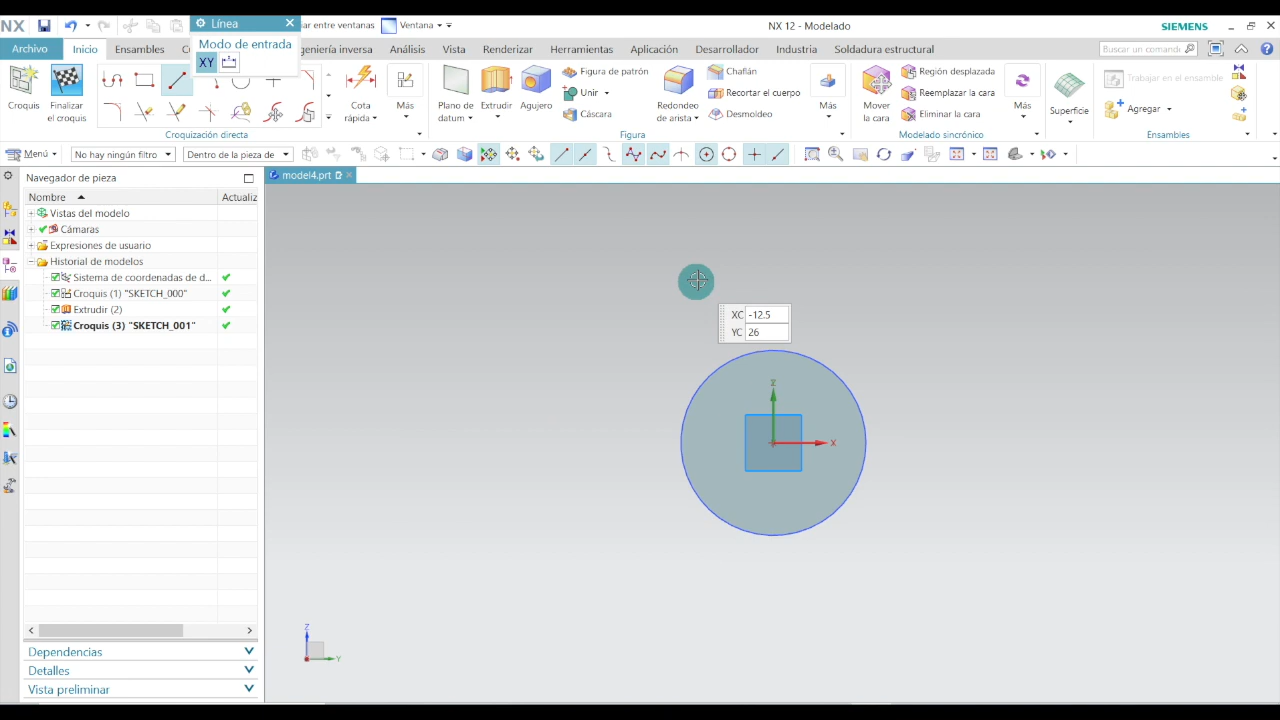 NX
Línea
iar entre ventanas
Ventana
NX 12 - Modelado
SIEMENS
Archivo
Inicio
Ensambles
Modo de entrada
geniería inversa
Análisis
Vista
Renderizar
Herramientas
Aplicación
Desarrollador
Industria
Soldadura estructural
Buscar un comando
XY
Croquis
Finalizar
el croquis
Cota
rápida
Más
Croquización directa
Plano de
datum
Extrudir
Agujero
Figura de patrón
Unir
Cáscara
Redondeo
de arista
Chaflán
Recortar el cuerpo
Desmoldeo
Más
Figura
Mover
la cara
Región desplazada
Reemplazar la cara
Eliminar la cara
Más
Modelado sincrónico
Superficie
Trabajar en el ensamble
Agregar
Ensambles
Menú
No hay ningún filtro
Dentro de la pieza de
Navegador de pieza
model4.prt
Nombre
Actualiz
Vistas del modelo
Cámaras
Expresiones de usuario
Historial de modelos
Sistema de coordenadas de d...
Croquis (1) "SKETCH_000"
Extrudir (2)
Croquis (3) "SKETCH_001"
XC -12.5
YC 26
Z
X
Z
Y
Dependencias
Detalles
Vista preliminar